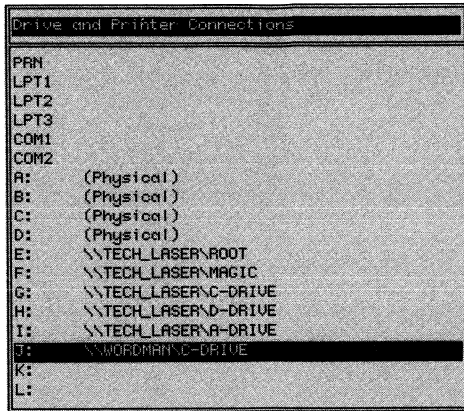 Drive and Printer Connections
PRN
LPT1
LPT2
LPT3
COM1
COM2
A: (Physical)
B: (Physical)
C: (Physical)
D: (Physical)
E: \\TECH_LASER\ROOT
F: \\TECH_LASER\MAGIC
G: \\TECH_LASER\C-DRIVE
H: \\TECH_LASER\D-DRIVE
I: \\TECH_LASER\A-DRIVE
J: \\WORDMAN\C-DRIVE
K:
L: